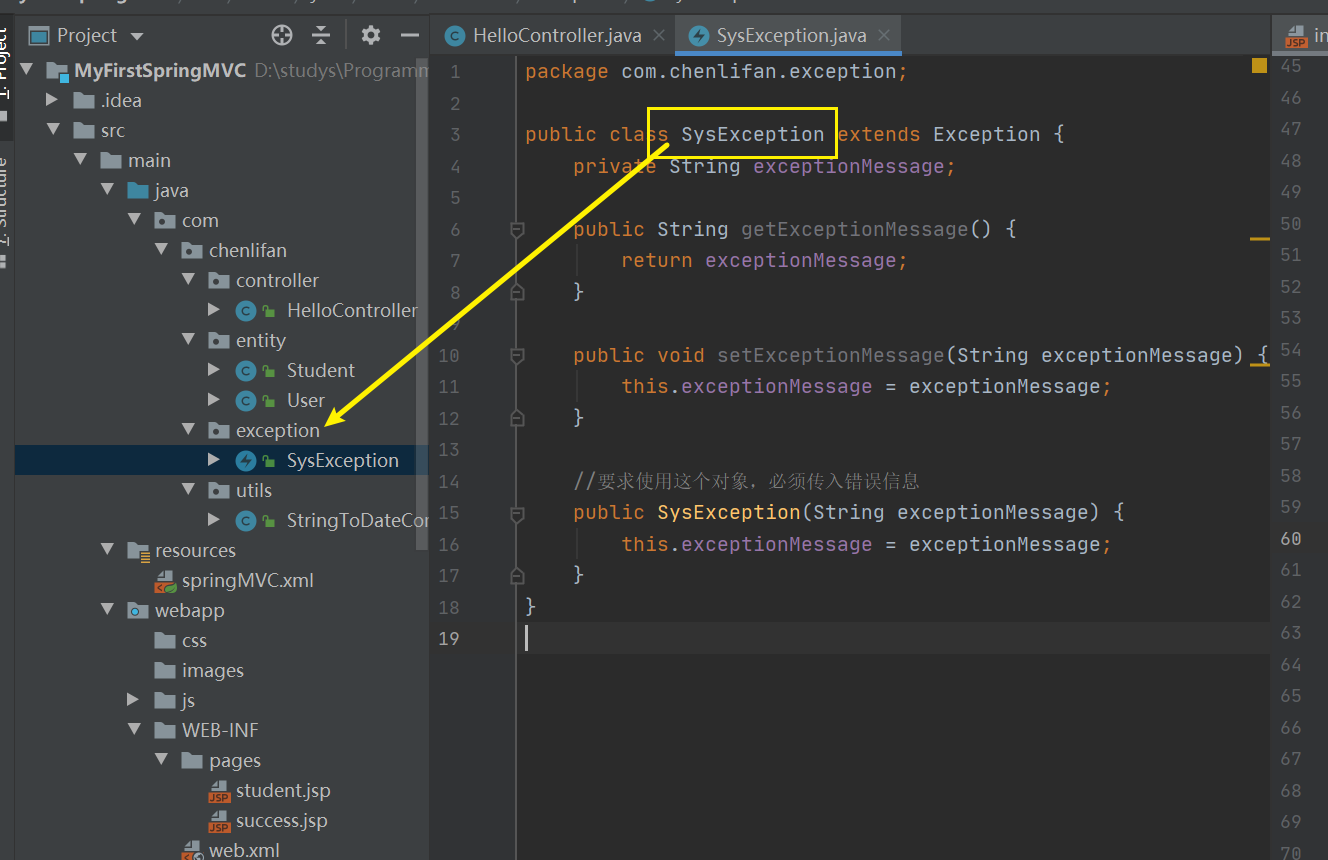 Project
HelloController.java
SysException.java
MyFirstSpringMVC D:\studys\Programm
.idea
src
main
java
com
chenlifan
controller
HelloController
entity
Student
User
exception
SysException
utils
StringToDateCon
resources
springMVC.xml
webapp
css
images
js
WEB-INF
pages
student.jsp
success.jsp
web.xml
1: Project
7: Structure
1 package com.chenlifan.exception;
2
3 public class SysException extends Exception {
4 private String exceptionMessage;
5
6 public String getExceptionMessage() {
7 return exceptionMessage;
8 }
9
10 public void setExceptionMessage(String exceptionMessage) {
11 this.exceptionMessage = exceptionMessage;
12 }
13
14 //要求使用这个对象，必须传入错误信息
15 public SysException(String exceptionMessage) {
16 this.exceptionMessage = exceptionMessage;
17 }
18 }
19
in
45
46
47
48
49
50
51
52
53
54
55
56
57
58
59
60
61
62
63
64
65
66
67
68
69
70